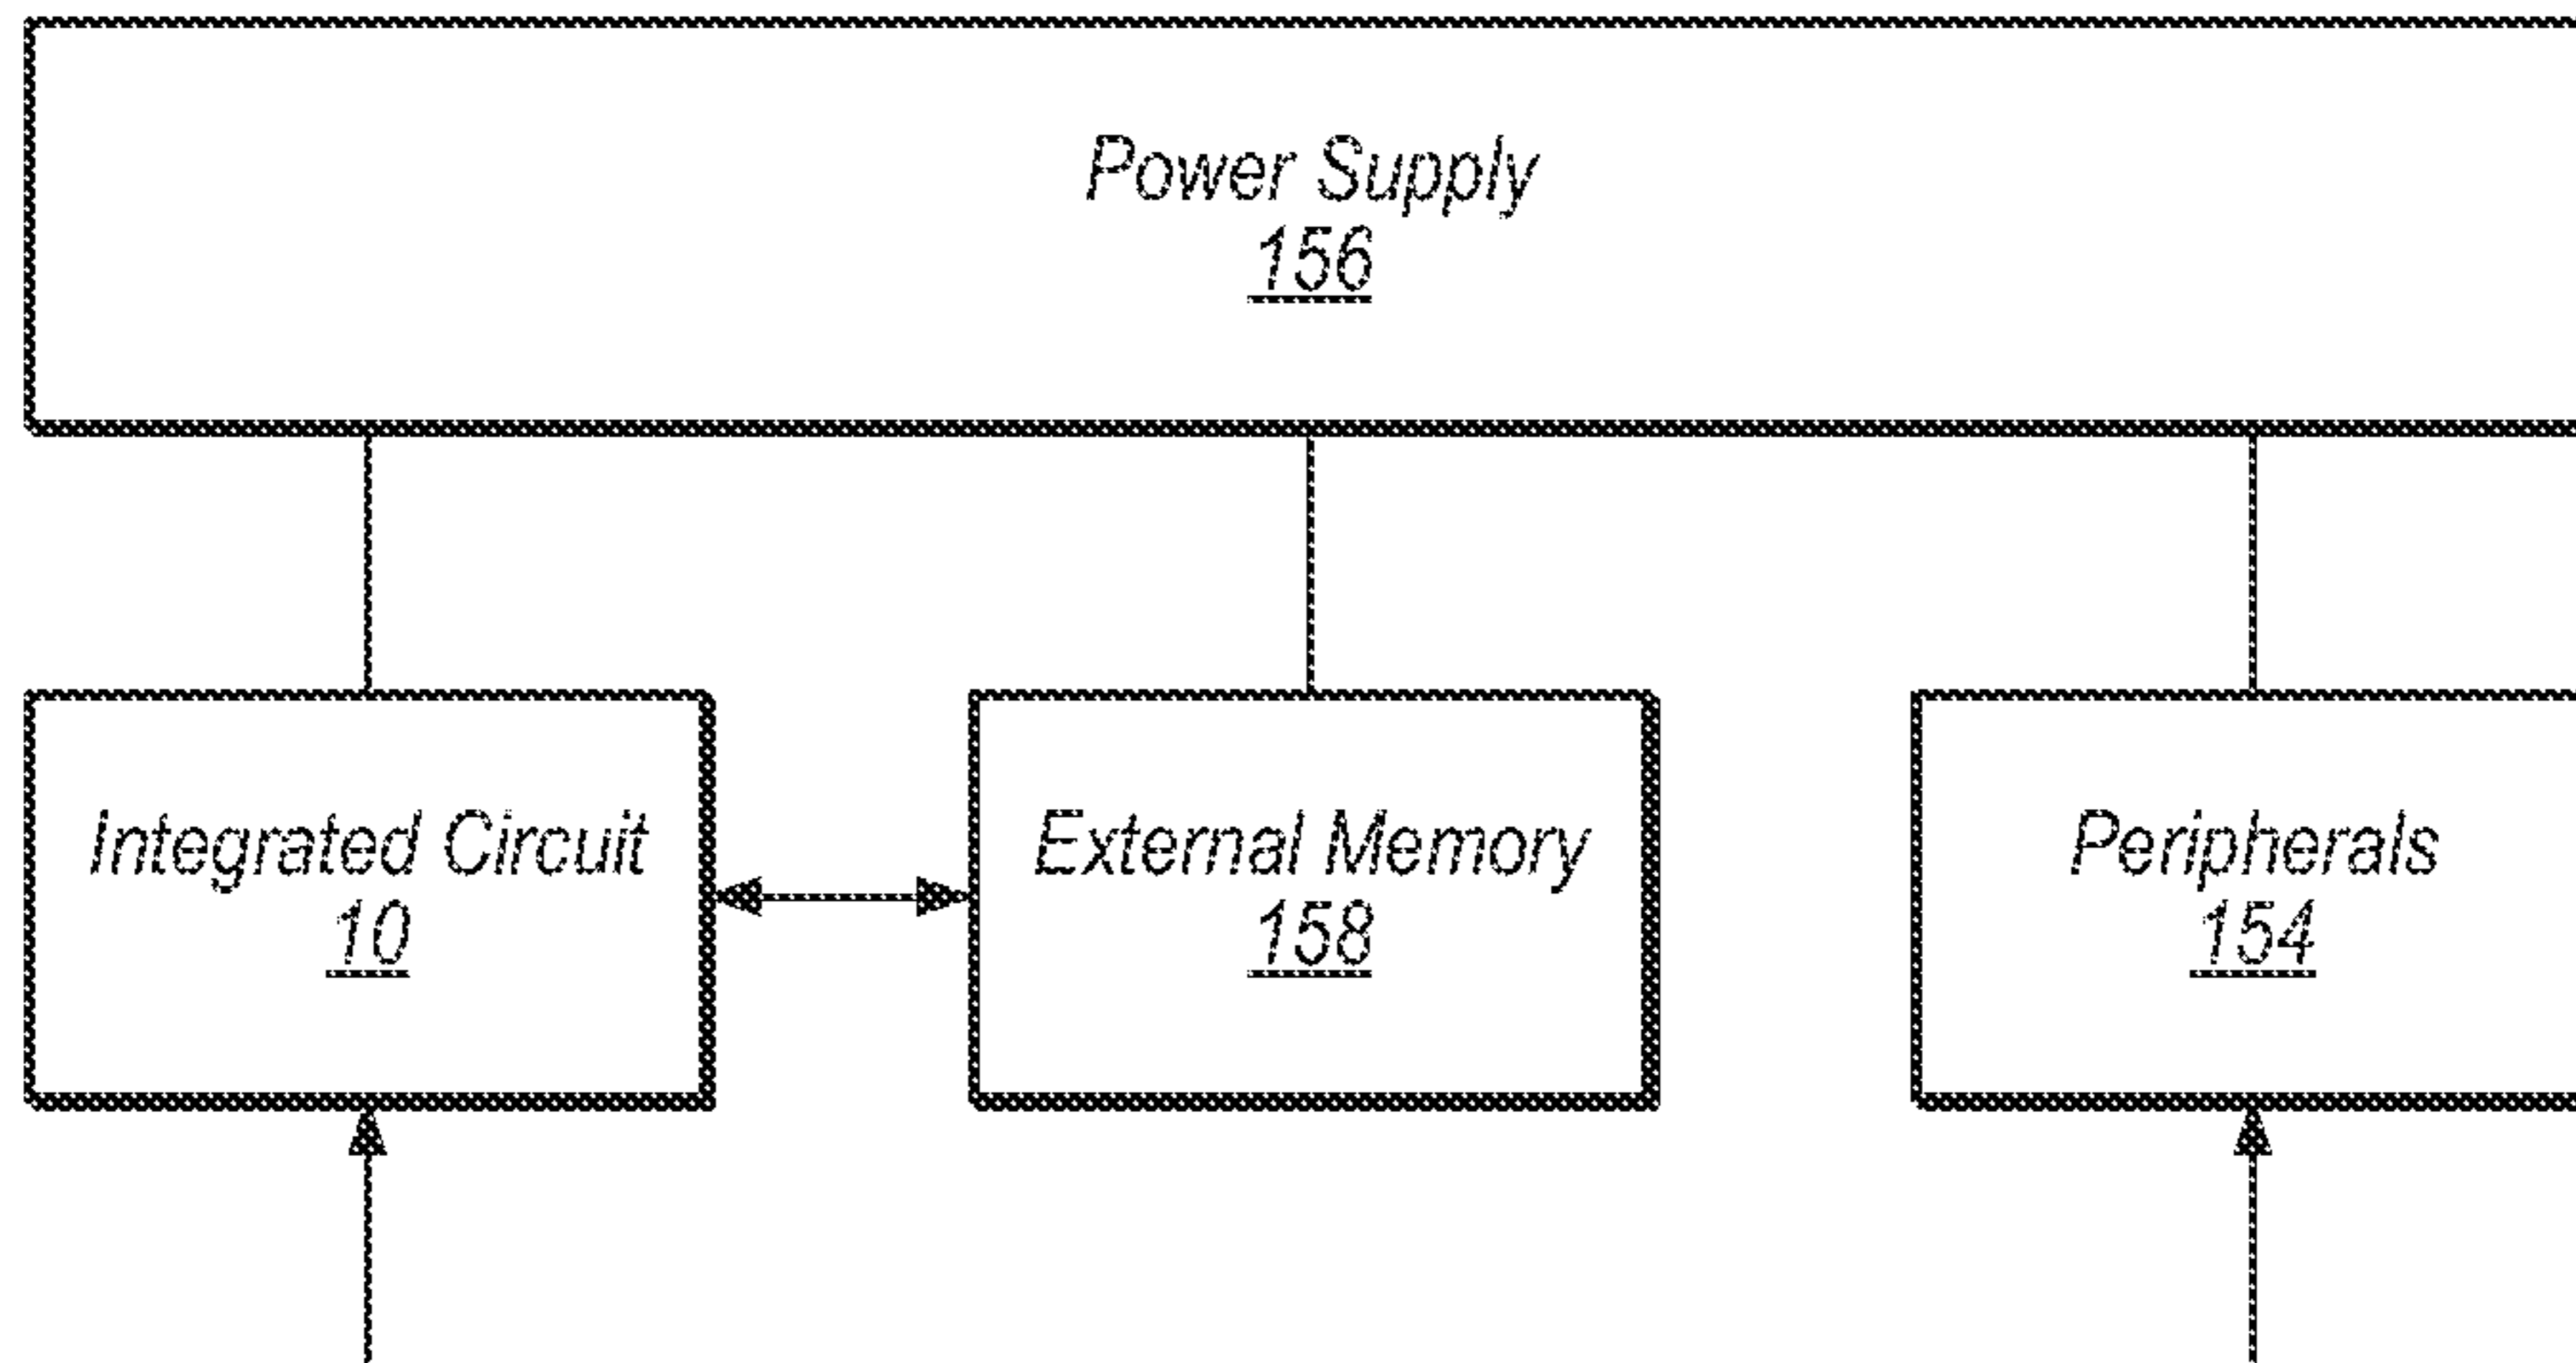 Power Supply
156
Integrated Circuit
10
External Memory
158
Peripherals
154